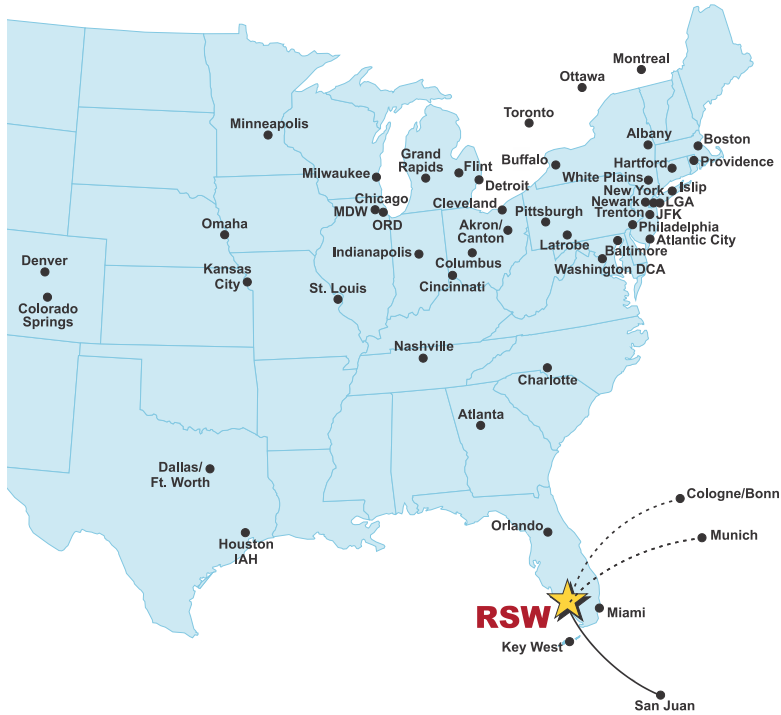 Montreal
Ottawa
Toronto
Minneapolis
Albany
Boston
Grand
Rapids
Flint
Buffalo
Hartford
Providence
Milwaukee
Detroit
White Plains
Chicago
New York
Islip
MDW
ORD
Cleveland
Newark
LGA
Pittsburgh
Trenton
JFK
Omaha
Akron/
Canton
Philadelphia
Latrobe
Atlantic City
Indianapolis
Baltimore
Denver
Columbus
Washington DCA
Kansas
City
St. Louis
Cincinnati
Colorado
Springs
Nashville
Charlotte
Atlanta
Dallas/
Ft. Worth
Cologne/Bonn
Orlando
Munich
Houston
IAH
RSW
Miami
Key West
San Juan